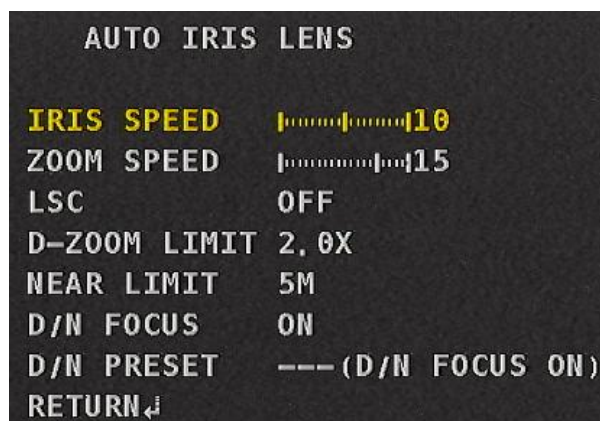 AUTO IRIS LENS
IRIS SPEED 10
ZOOM SPEED 15
LSC OFF
D-ZOOM LIMIT 2.0X
NEAR LIMIT 5M
D/N FOCUS ON
D/N PRESET ---(D/N FOCUS ON)
RETURN↲